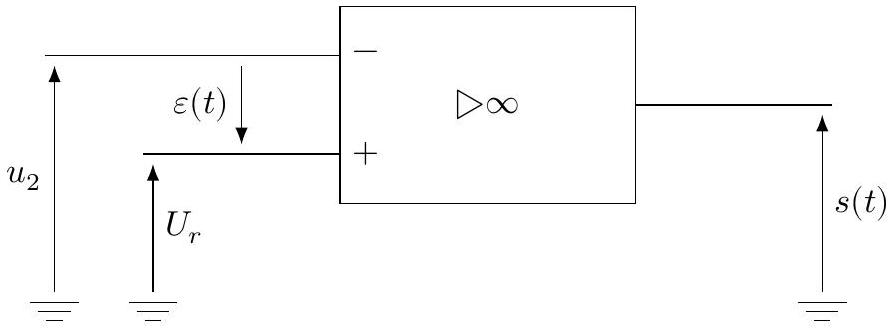 −
ε(t)
▷∞
+
u₂
Uᵣ
s(t)